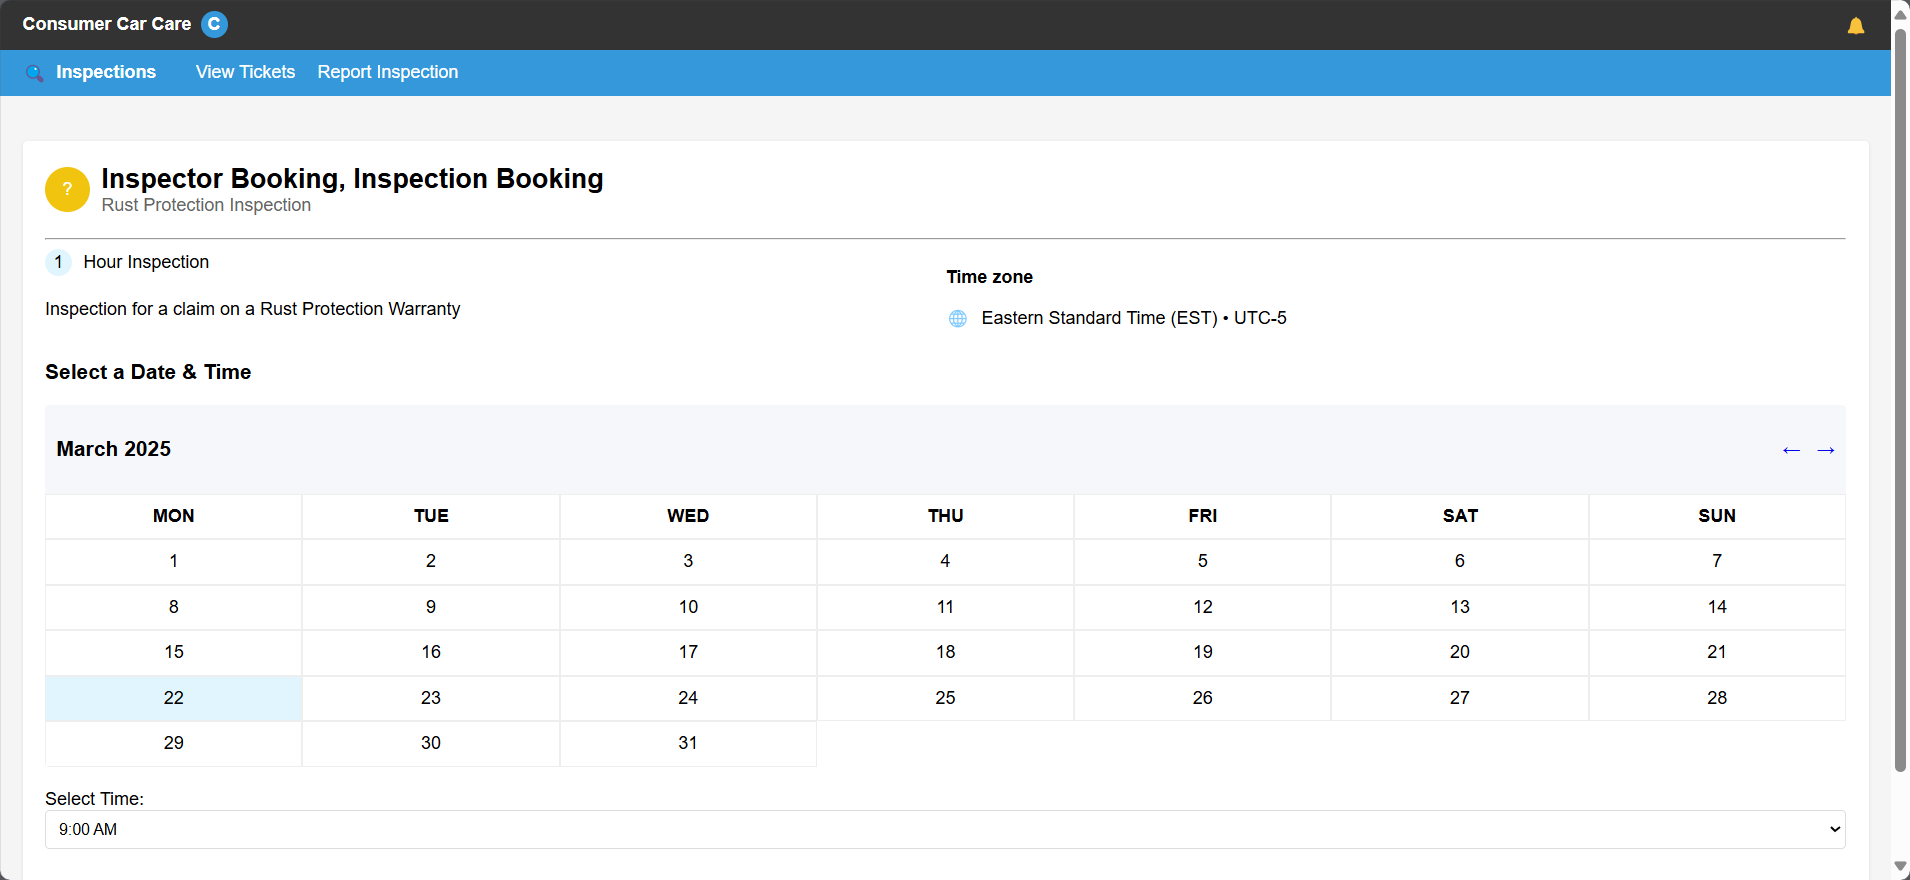 Consumer Car Care C
Inspections View Tickets Report Inspection
?
Inspector Booking, Inspection Booking
Rust Protection Inspection
1 Hour Inspection
Inspection for a claim on a Rust Protection Warranty
Time zone
Eastern Standard Time (EST) • UTC-5
Select a Date & Time
March 2025 ← →
MON TUE WED THU FRI SAT SUN
1 2 3 4 5 6 7
8 9 10 11 12 13 14
15 16 17 18 19 20 21
22 23 24 25 26 27 28
29 30 31
Select Time:
9:00 AM